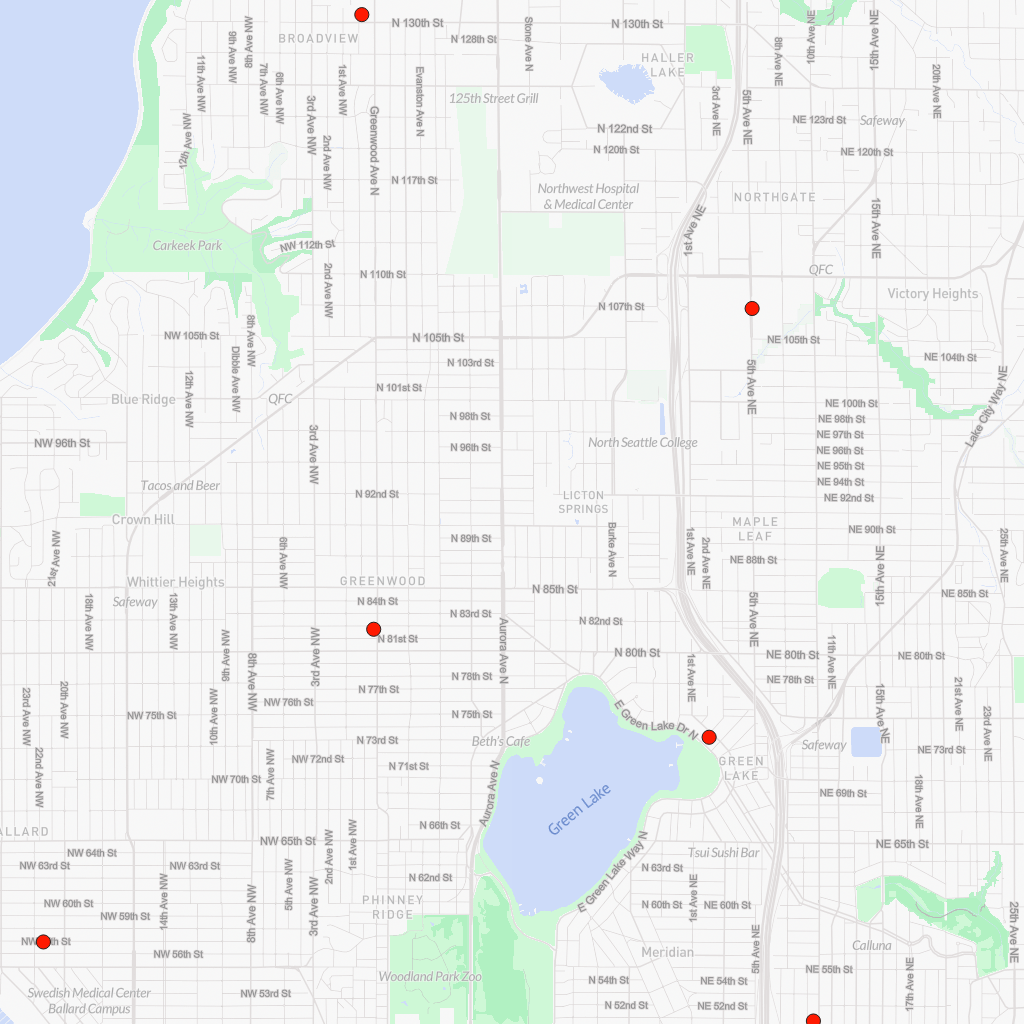 N 130th St
N 130th St
BROADVIEW
N 128th St
Stone Ave N
8th Ave NW
9th Ave NW
11th Ave NW
7th Ave NW
6th Ave NW
1st Ave NW
Evanston Ave N
3rd Ave NW
Greenwood Ave N
12th Ave NW
2nd Ave NW
HALLER
LAKE
8th Ave NE
10th Ave NE
15th Ave NE
20th Ave NE
125th Street Grill
3rd Ave NE
5th Ave NE
NE 123rd St
Safeway
N 122nd St
N 120th St
NE 120th St
N 117th St
Northwest Hospital
& Medical Center
NORTHGATE
15th Ave NE
1st Ave NE
Carkeek Park
NW 112th St
N 110th St
2nd Ave NW
QFC
Victory Heights
N 107th St
NW 105th St
8th Ave NW
N 105th St
NE 105th St
N 103rd St
NE 104th St
Dibble Ave NW
12th Ave NW
N 101st St
5th Ave NE
Blue Ridge
QFC
NE 100th St
Lake City Way NE
N 98th St
NE 98th St
NE 97th St
NW 96th St
3rd Ave NW
N 96th St
North Seattle College
NE 96th St
NE 95th St
NE 94th St
Tacos and Beer
N 92nd St
LICTON
SPRINGS
NE 92nd St
Crown Hill
MAPLE
LEAF
NE 90th St
N 89th St
Burke Ave N
1st Ave NE
2nd Ave NE
25th Ave NE
21st Ave NW
6th Ave NW
NE 88th St
15th Ave NE
Whittier Heights
GREENWOOD
N 85th St
NE 85th St
Safeway
18th Ave NW
13th Ave NW
N 84th St
N 83rd St
N 82nd St
5th Ave NE
N 81st St
Aurora Ave N
9th Ave NW
3rd Ave NW
8th Ave NW
N 80th St
NE 80th St
NE 80th St
11th Ave NE
1st Ave NE
N 78th St
NE 78th St
N 77th St
23rd Ave NW
20th Ave NW
10th Ave NW
NW 76th St
15th Ave NE
21st Ave NE
23rd Ave NE
NW 75th St
N 75th St
E Green Lake Dr N
N 73rd St
Beth's Cafe
Safeway
NE 73rd St
NW 72nd St
N 71st St
GREEN
LAKE
22nd Ave NW
NW 70th St
7th Ave NW
Aurora Ave N
Green Lake
NE 69th St
18th Ave NE
ALLARD
N 66th St
NW 65th St
1st Ave NW
2nd Ave NW
NE 65th St
NW 64th St
NW 63rd St
NW 63rd St
E Green Lake Way N
Tsui Sushi Bar
N 63rd St
5th Ave NW
N 62nd St
14th Ave NW
8th Ave NW
3rd Ave NW
1st Ave NE
NW 60th St
PHINNEY
RIDGE
N 60th St
NE 60th St
NW 59th St
25th Ave NE
5th Ave NE
Calluna
NW 56th St
Meridian
NE 55th St
17th Ave NE
Woodland Park Zoo
N 54th St
NE 54th St
Swedish Medical Center
Ballard Campus
NW 53rd St
N 52nd St
NE 52nd St